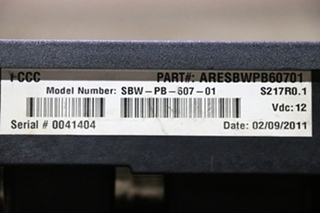 CCC PART#: ARESBWPB60701
Model Number: SBW-PB-607-01 S217R0.1
Vdc: 12
Serial # 0041404 Date: 02/09/2011